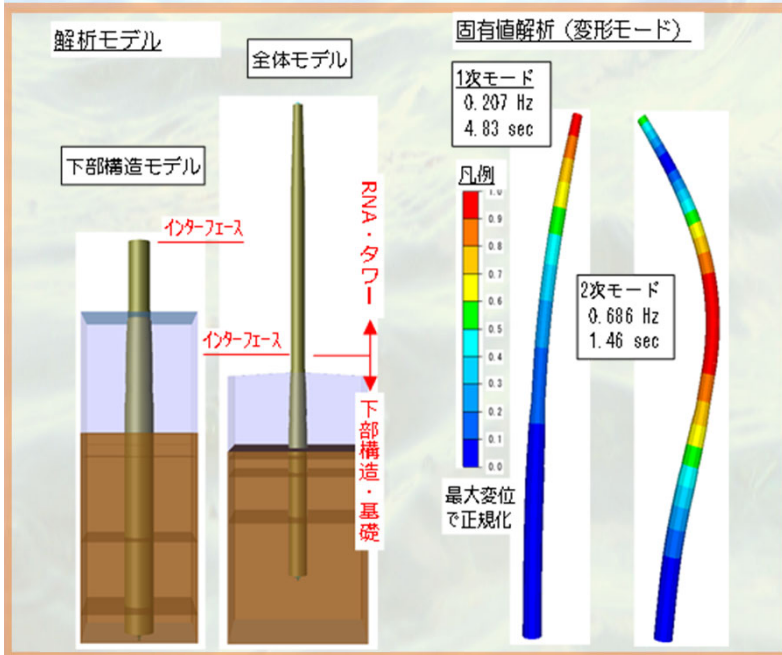 解析モデル
全体モデル
下部構造モデル
インターフェース
インターフェース
RNA・タワー
下部構造・基礎
固有値解析（変形モード）
1次モード
0.207 Hz
4.83 sec
凡例
1.0
0.9
0.8
0.7
0.6
0.5
0.4
0.3
0.2
0.1
0.0
最大変位
で正規化
2次モード
0.686 Hz
1.46 sec